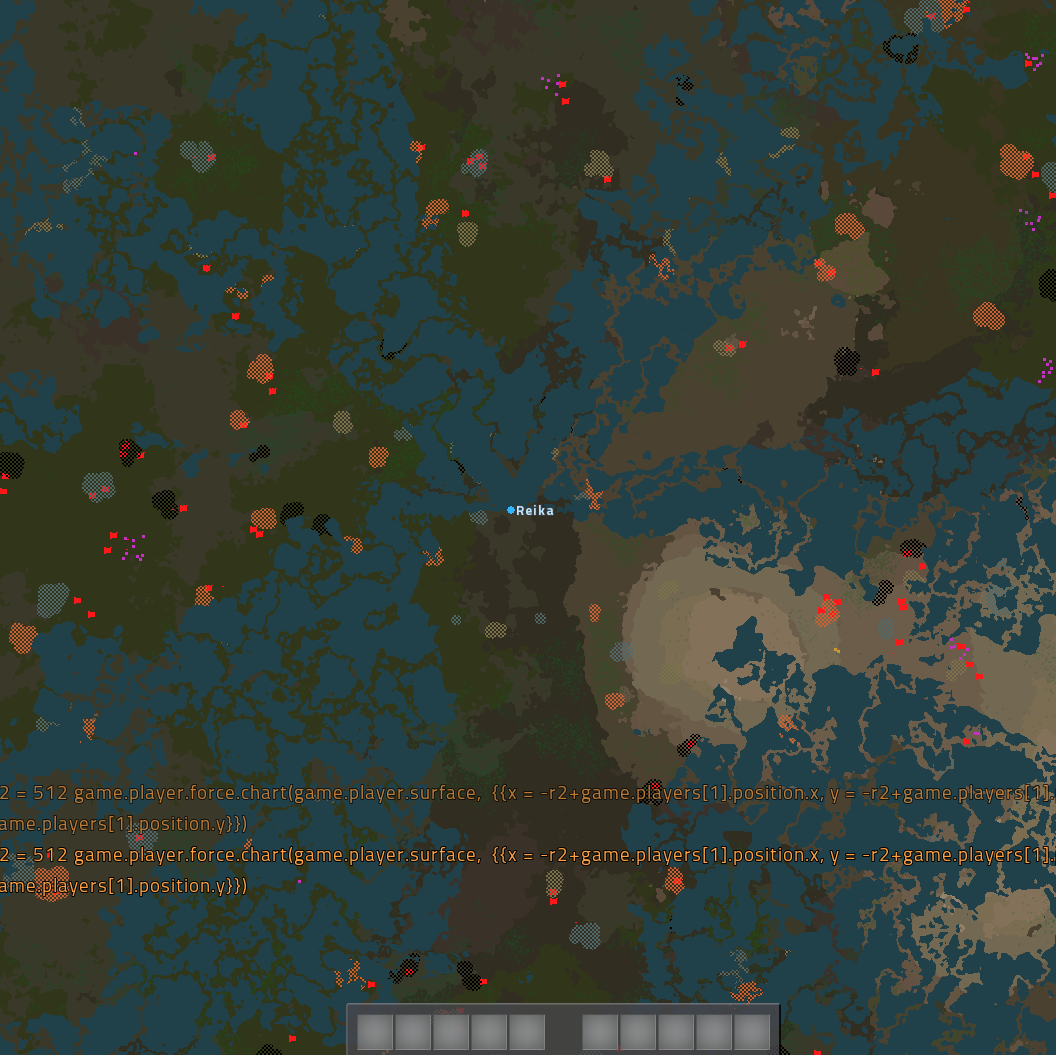 Reika
2 = 512 game.player.force.chart(game.player.surface, {{x = -r2+game.players[1].position.x, y = -r2+game.players[1].
ame.players[1].position.y}})
2 = 512 game.player.force.chart(game.player.surface, {{x = -r2+game.players[1].position.x, y = -r2+game.players[1].
ame.players[1].position.y}})